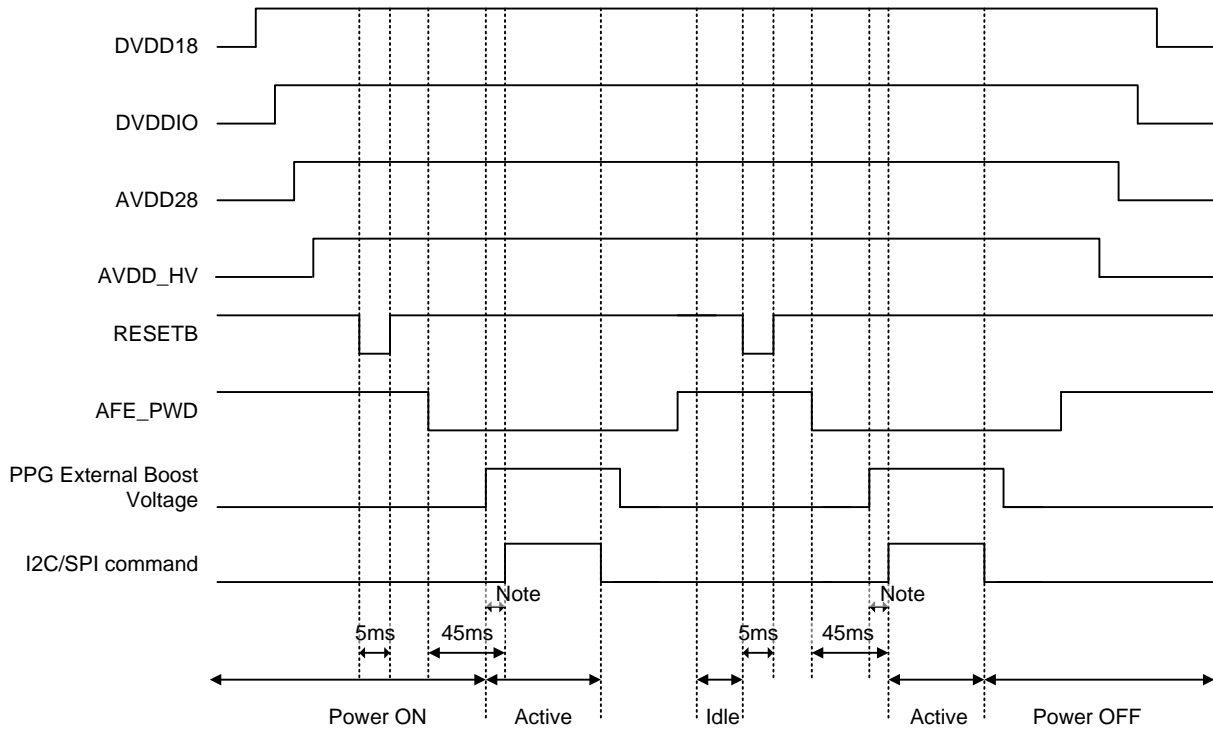 DVDD18
DVDDIO
AVDD28
AVDD_HV
RESETB
AFE_PWD
PPG External Boost
Voltage
I2C/SPI command
Note
Note
5ms
45ms
5ms
45ms
Power ON
Active
Idle
Active
Power OFF